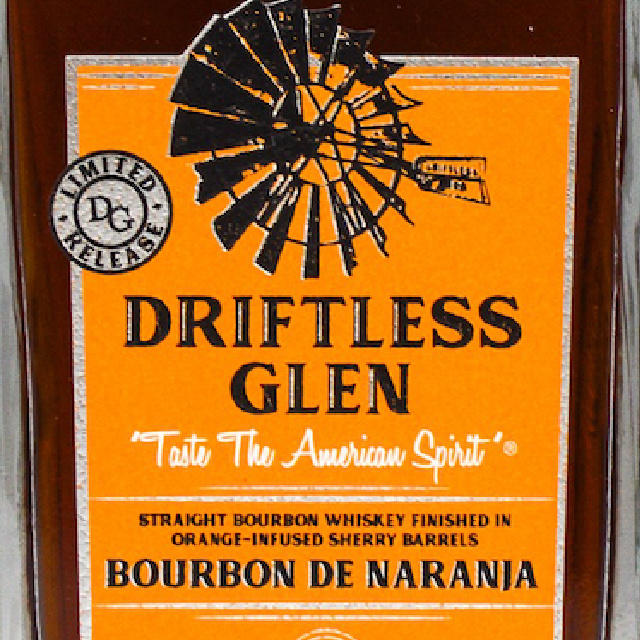 LIMITED
DG
RELEASE
DRIFTLESS
GLEN
"Taste The American Spirit"®
STRAIGHT BOURBON WHISKEY FINISHED IN
ORANGE-INFUSED SHERRY BARRELS
BOURBON DE NARANJA